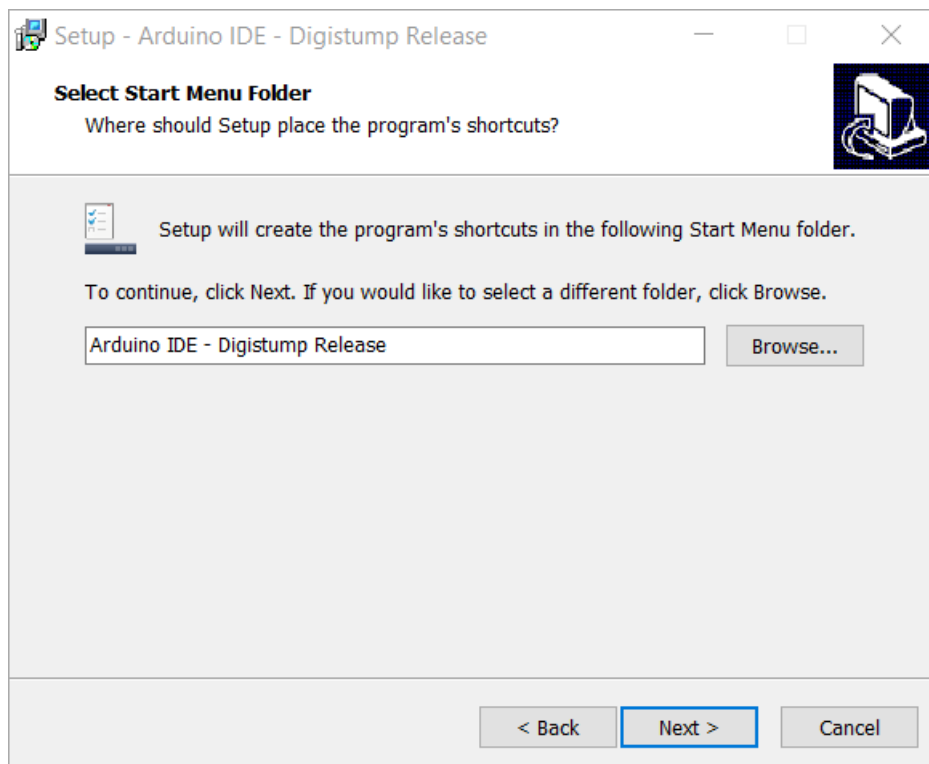 Setup - Arduino IDE - Digistump Release
Select Start Menu Folder
Where should Setup place the program's shortcuts?
Setup will create the program's shortcuts in the following Start Menu folder.
To continue, click Next. If you would like to select a different folder, click Browse.
Arduino IDE - Digistump Release
Browse...
< Back
Next >
Cancel